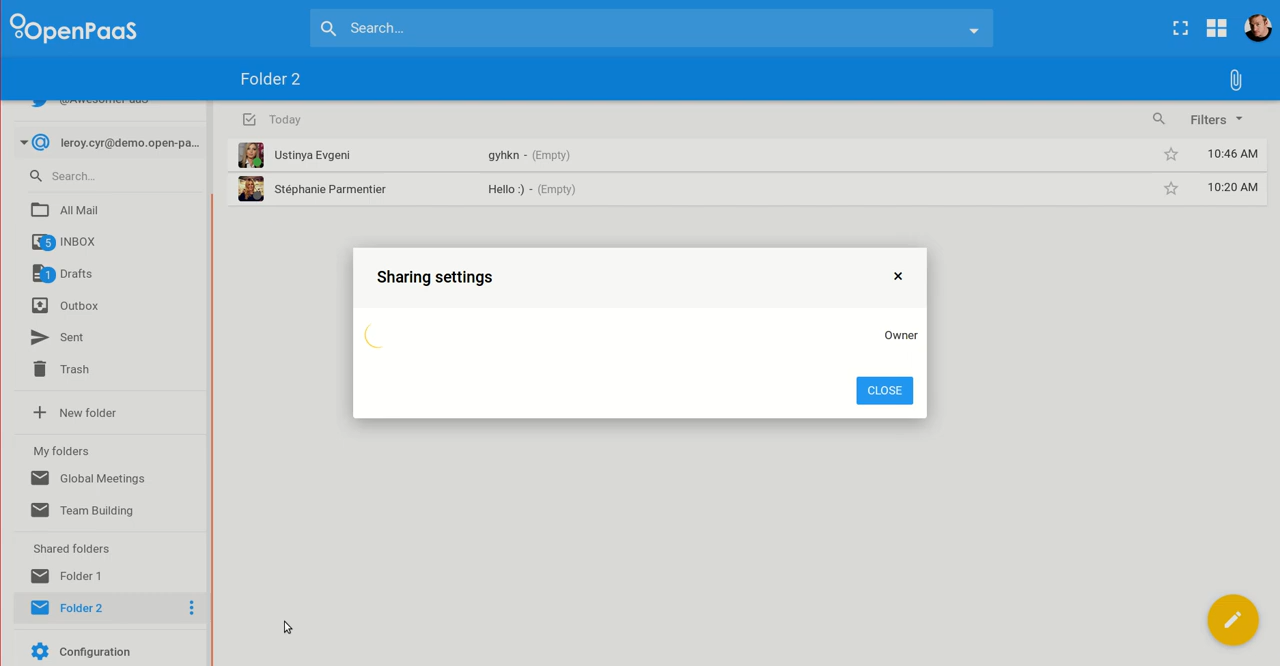 OpenPaaS
Search...
Folder 2
@AwesomePaaS
leroy.cyr@demo.open-pa...
Search...
All Mail
5 INBOX
1 Drafts
Outbox
Sent
Trash
New folder
My folders
Global Meetings
Team Building
Shared folders
Folder 1
Folder 2
Configuration
Today
Filters
Ustinya Evgeni gyhkn - (Empty) 10:46 AM
Stéphanie Parmentier Hello :) - (Empty) 10:20 AM
Sharing settings
Owner
CLOSE